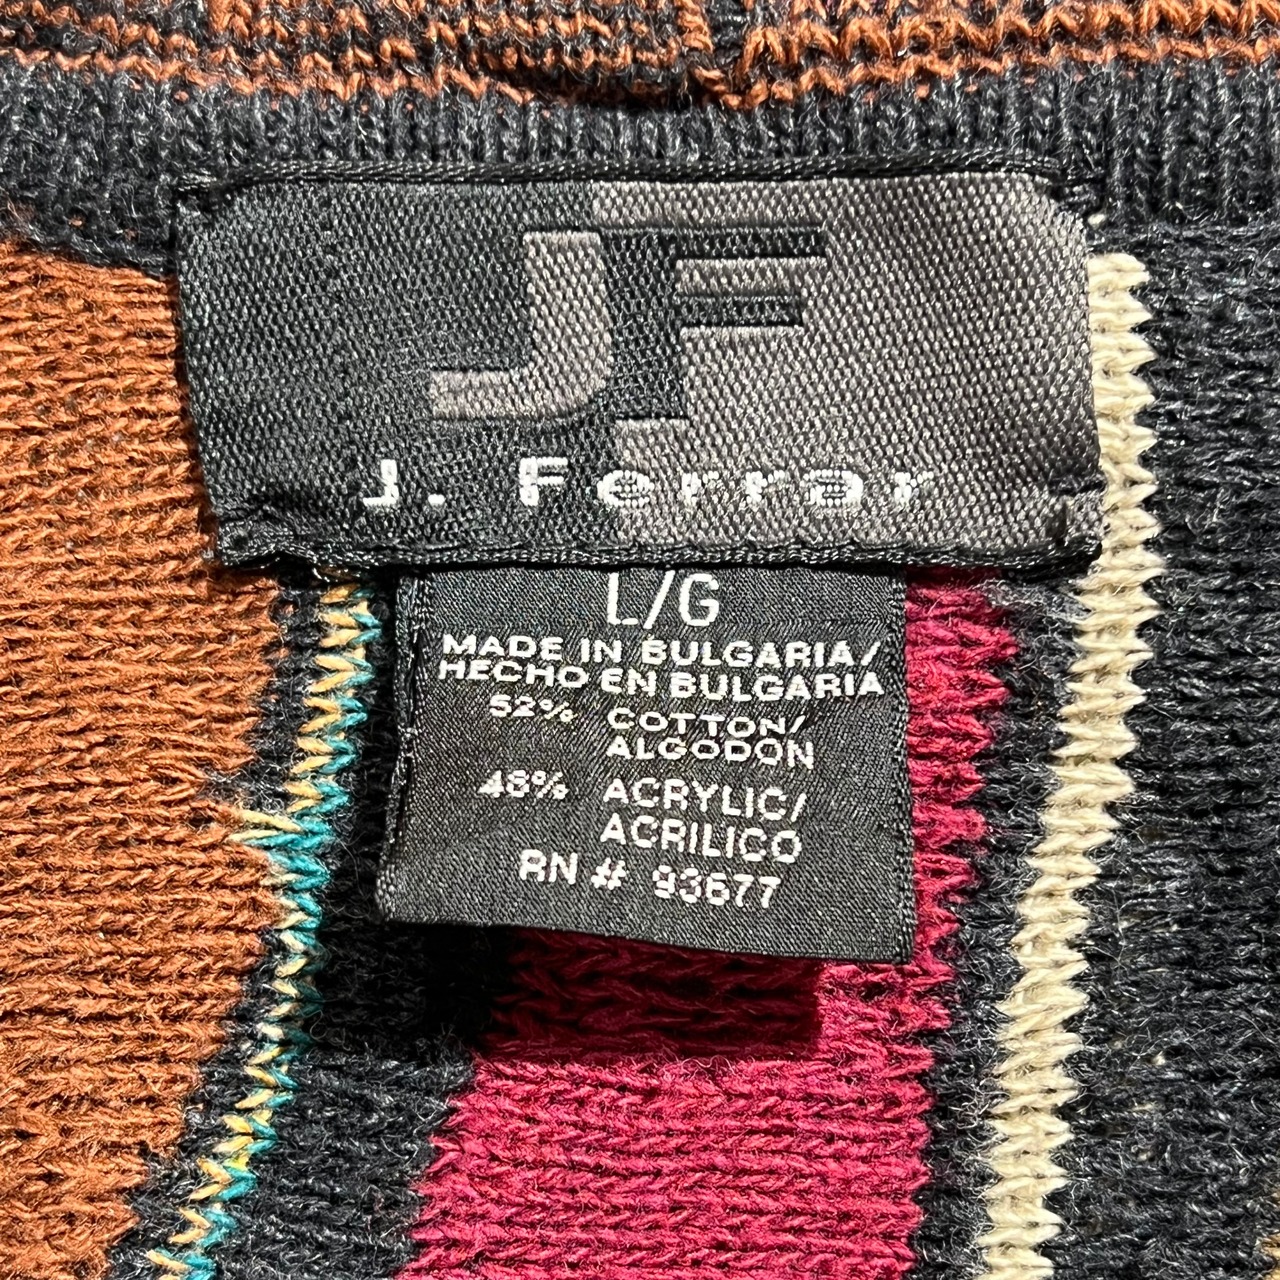 JF
J. Ferrar
L/G
MADE IN BULGARIA/
HECHO EN BULGARIA
52% COTTON/
ALGODON
48% ACRYLIC/
ACRILICO
RN # 93677